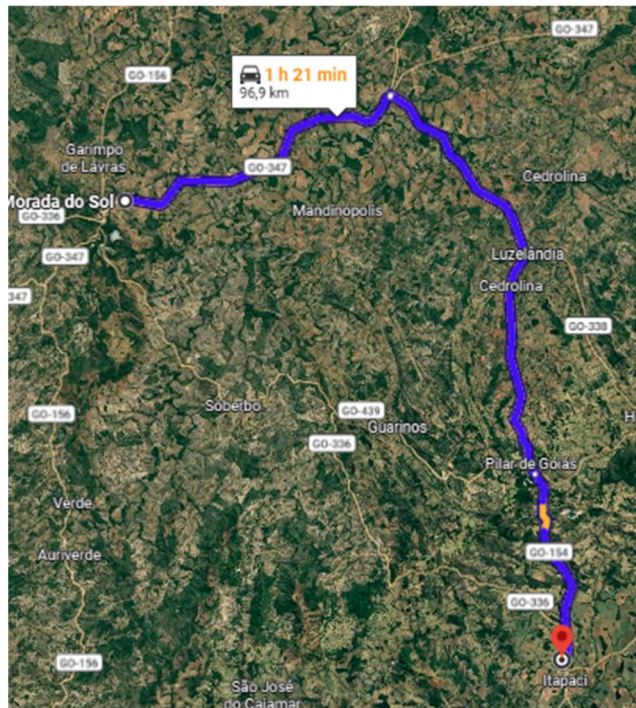 GO-347
1 h 21 min
96,9 km
GO-156
Garimpo
de Lávras
GO-347
Cedrolina
Morada do Sol
GO-336
Mandinópolis
GO-347
Luzelândia
Cedrolina
347
GO-338
Soberbo
GO-439
GO-156
Guarinos
H
GO-336
Pilar de Goiás
Verde
GO-154
Auriverde
GO-336
GO-156
Itapaci
São José
do Caiamar